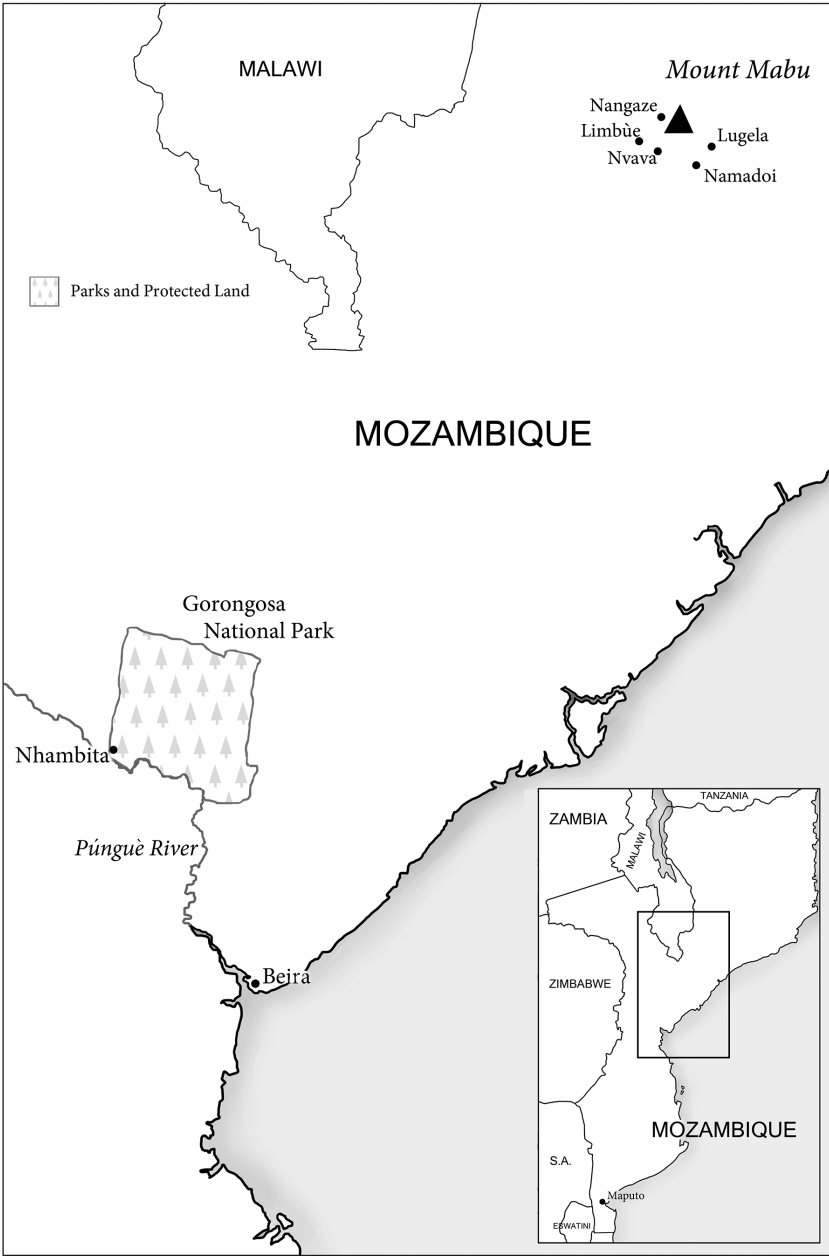 MALAWI
Mount Mabu
Nangaze
Limbùe
Lugela
Nvava
Namadoi
Parks and Protected Land
MOZAMBIQUE
Gorongosa
National Park
Nhambita
Púnguè River
Beira
TANZANIA
ZAMBIA
MALAWI
ZIMBABWE
MOZAMBIQUE
S.A.
Maputo
ESWATINI